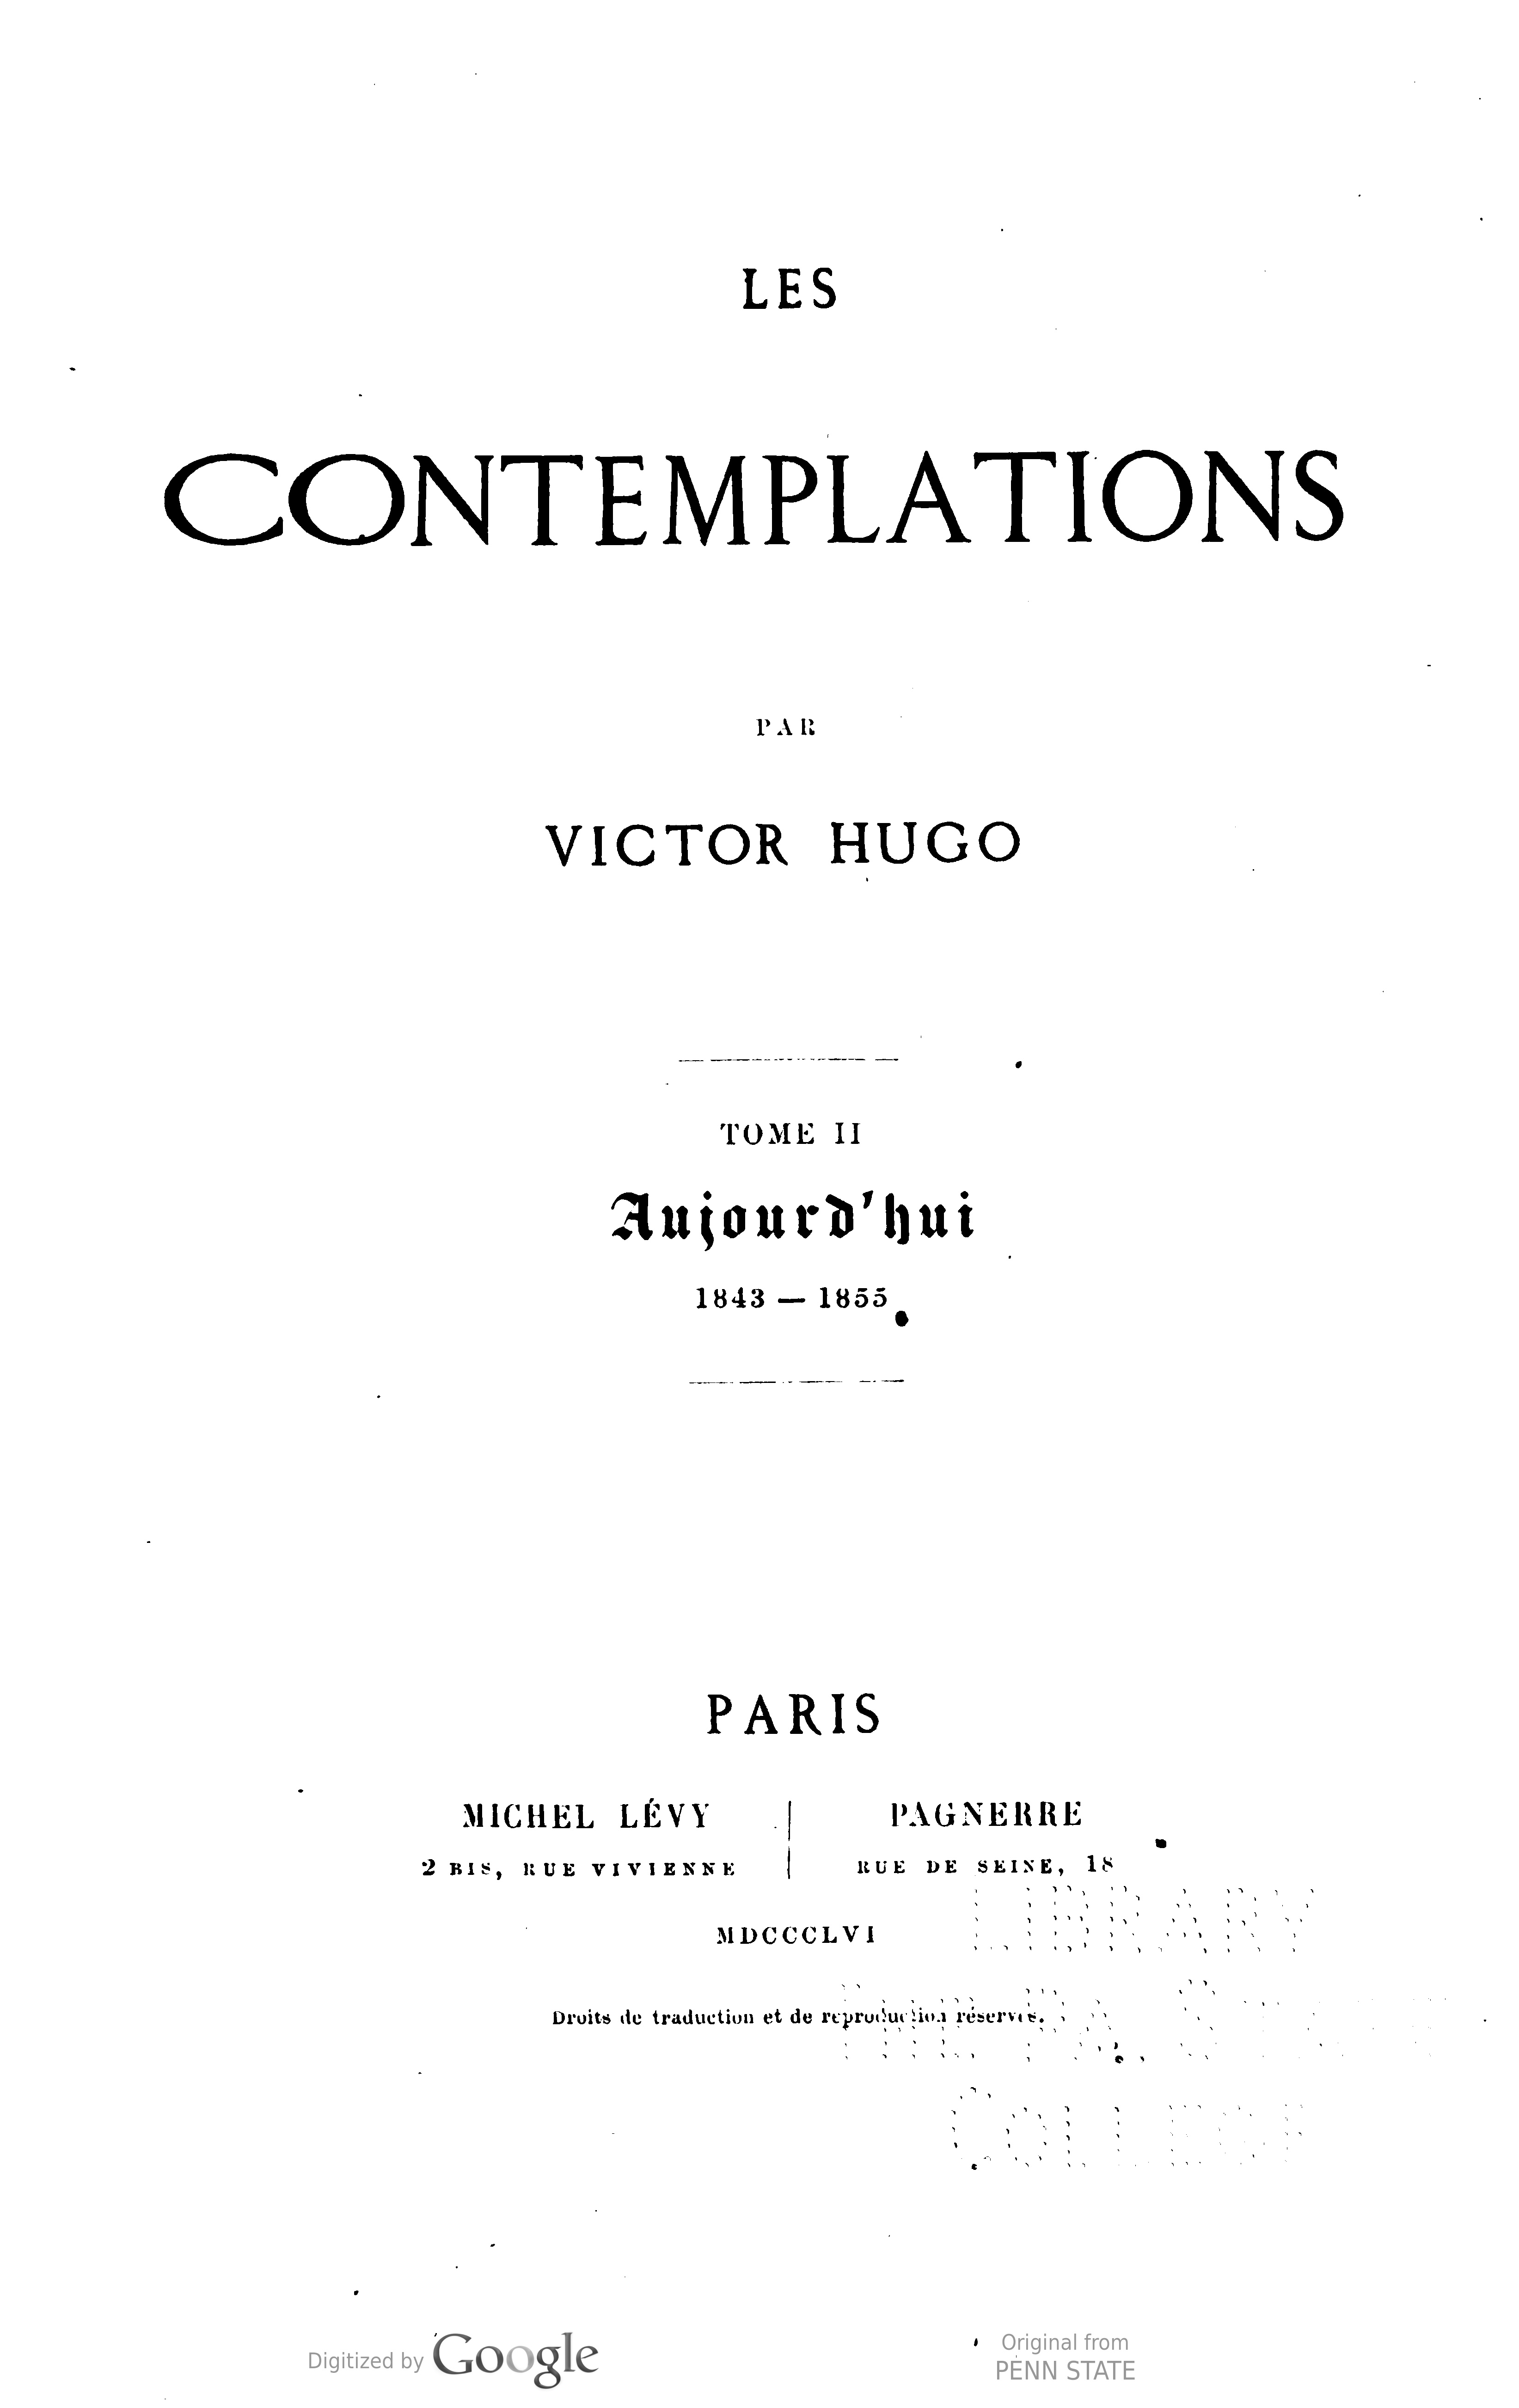 LES
CONTEMPLATIONS
PAR
VICTOR HUGO
TOME II
Aujourd'hui
1843 — 1855
PARIS
MICHEL LÉVY
2 BIS, RUE VIVIENNE
PAGNERRE
RUE DE SEINE, 18
MDCCCLVI
Droits de traduction et de reproduction réservés.
LIBRARY
THE PA. STATE
COLLEGE
Digitized by Google
Original from
PENN STATE